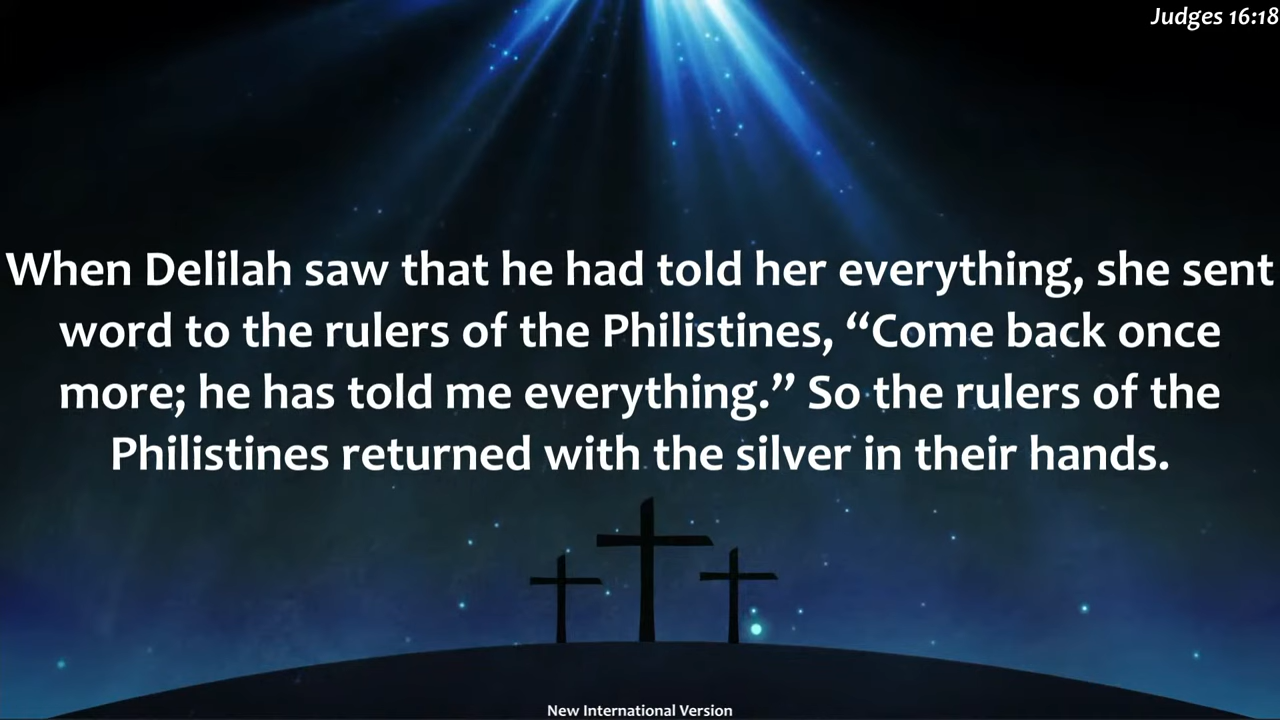 Judges 16:18
When Delilah saw that he had told her everything, she sent
word to the rulers of the Philistines, “Come back once
more; he has told me everything.” So the rulers of the
Philistines returned with the silver in their hands.
New International Version